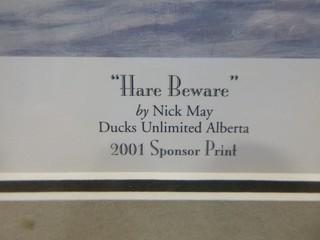 “Hare Beware”
by Nick May
Ducks Unlimited Alberta
2001 Sponsor Print